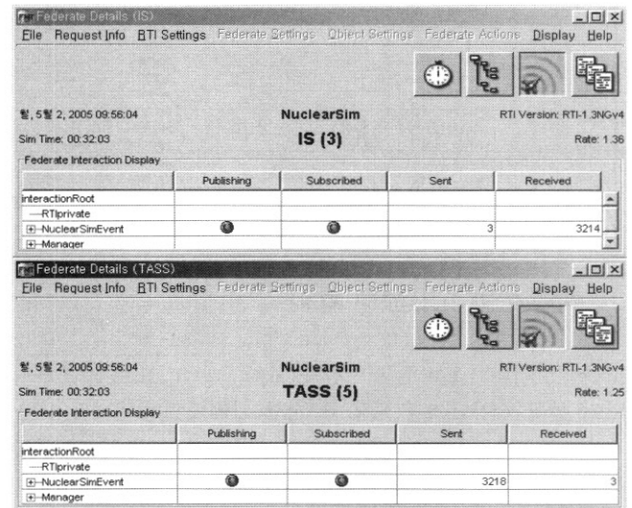 Federate Details (IS)
File Request Info RTI Settings Federate Settings Object Settings Federate Actions Display Help
5월 2, 2005 09:56:04 NuclearSim RTI Version: RTI-1.3NGv4
Sim Time: 00:32:03 IS (3) Rate: 1.36
Federate Interaction Display
Publishing Subscribed Sent Received
interactionRoot
RTIprivate
NuclearSimEvent 3 3214
Manager
Federate Details (TASS)
File Request Info RTI Settings Federate Settings Object Settings Federate Actions Display Help
5월 2, 2005 09:56:04 NuclearSim RTI Version: RTI-1.3NGv4
Sim Time: 00:32:03 TASS (5) Rate: 1.25
Federate Interaction Display
Publishing Subscribed Sent Received
interactionRoot
RTIprivate
NuclearSimEvent 3218 3
Manager